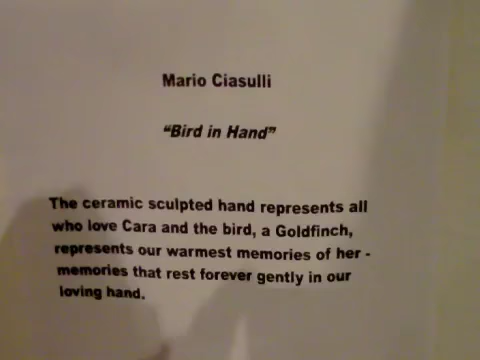 Mario Ciasulli
“Bird in Hand”
The ceramic sculpted hand represents all
who love Cara and the bird, a Goldfinch,
represents our warmest memories of her -
memories that rest forever gently in our
loving hand.